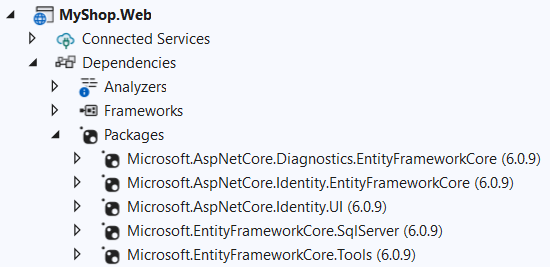 MyShop.Web
Connected Services
Dependencies
Analyzers
Frameworks
Packages
Microsoft.AspNetCore.Diagnostics.EntityFrameworkCore (6.0.9)
Microsoft.AspNetCore.Identity.EntityFrameworkCore (6.0.9)
Microsoft.AspNetCore.Identity.UI (6.0.9)
Microsoft.EntityFrameworkCore.SqlServer (6.0.9)
Microsoft.EntityFrameworkCore.Tools (6.0.9)